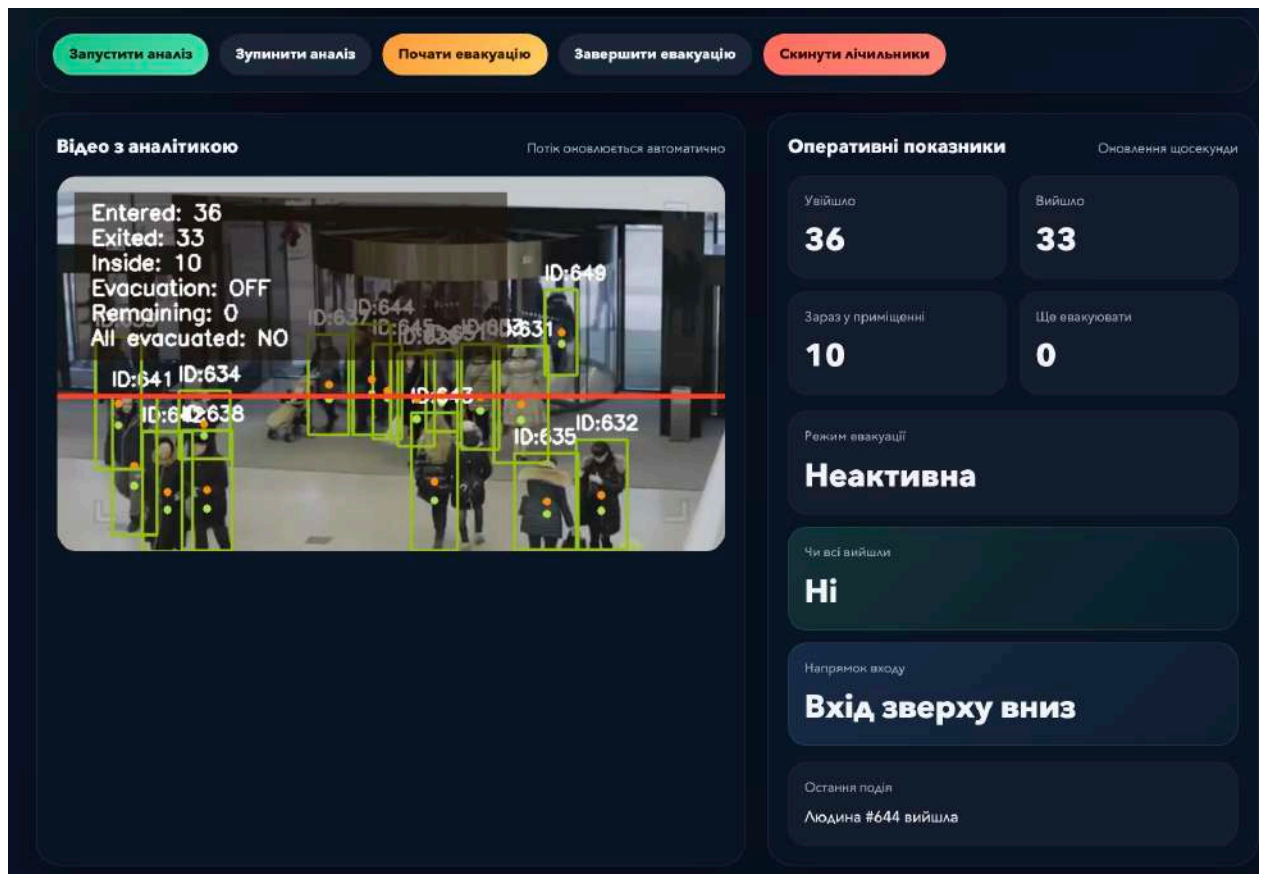 Запустити аналіз
Зупинити аналіз
Почати евакуацію
Завершити евакуацію
Скинути лічильники
Відео з аналітикою
Потік оновлюється автоматично
Entered: 36
Exited: 33
Inside: 10
Evacuation: OFF
Remaining: 0
All evacuated: NO
ID:649
ID:644
ID:637
ID:645
ID:641
ID:634
ID:638
ID:643
ID:635
ID:632
Оперативні показники
Оновлення щосекунди
Увійшло
36
Вийшло
33
Зараз у приміщенні
10
Ще евакуювати
0
Режим евакуації
Неактивна
Чи всі вийшли
Ні
Напрямок входу
Вхід зверху вниз
Остання подія
Людина #644 вийшла